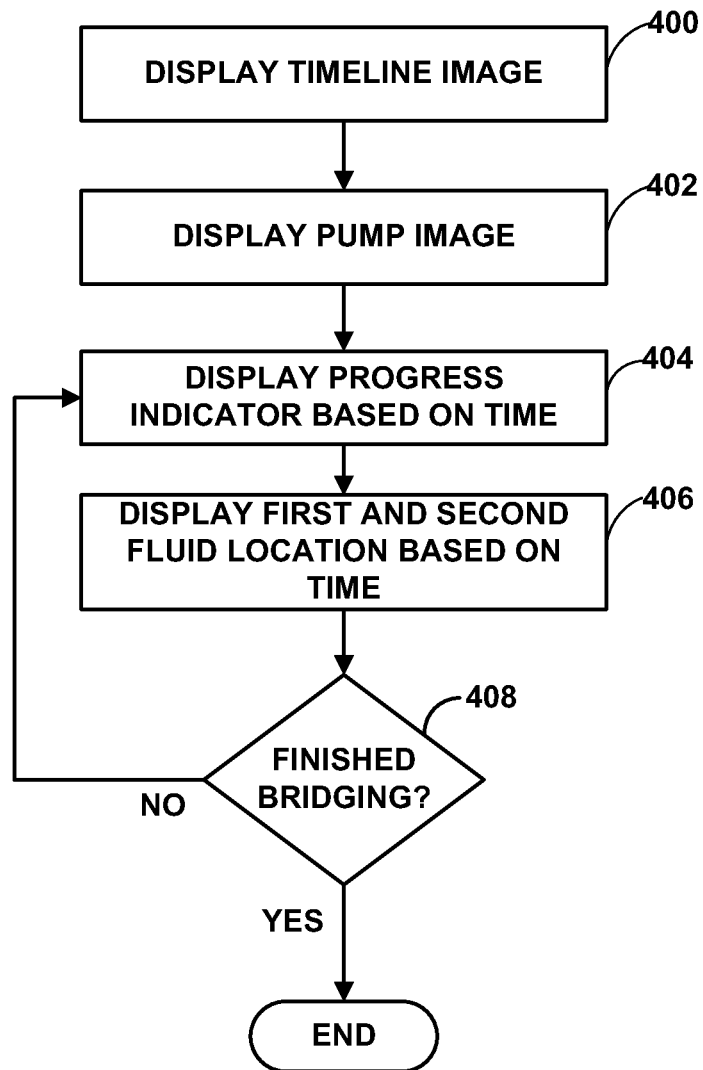 400
DISPLAY TIMELINE IMAGE
402
DISPLAY PUMP IMAGE
404
DISPLAY PROGRESS
INDICATOR BASED ON TIME
406
DISPLAY FIRST AND SECOND
FLUID LOCATION BASED ON
TIME
408
FINISHED
BRIDGING?
NO
YES
END